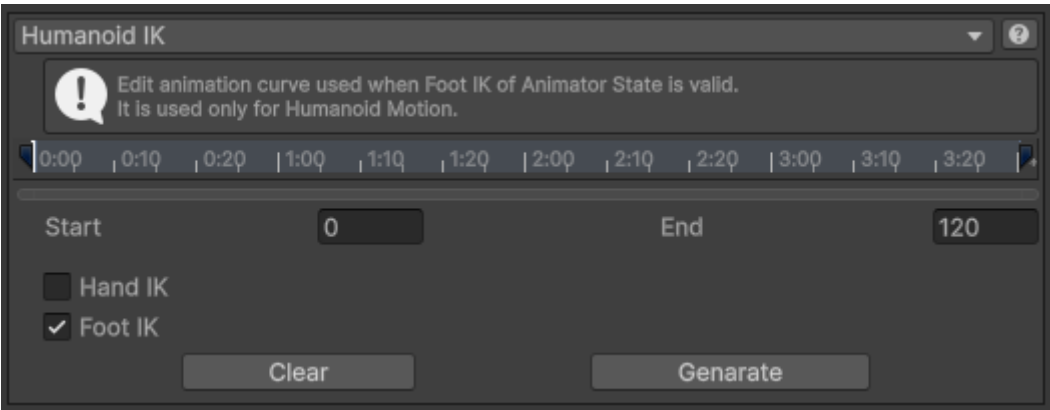 Humanoid IK
Edit animation curve used when Foot IK of Animator State is valid.
It is used only for Humanoid Motion.
0:00 0:10 0:20 1:00 1:10 1:20 2:00 2:10 2:20 3:00 3:10 3:20
Start 0 End 120
Hand IK
Foot IK
Clear Genarate